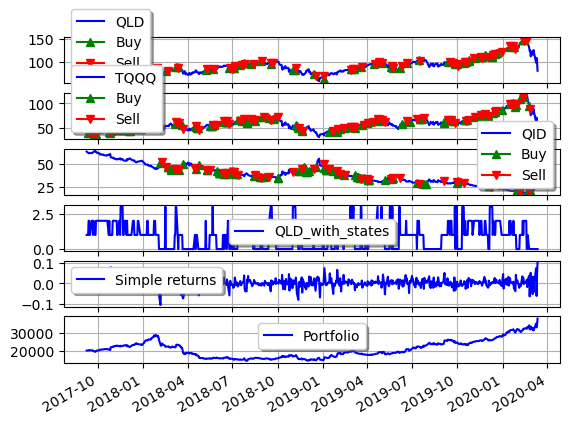 QLD
Buy
Sell
150
100
TQQQ
Buy
Sell
100
50
QID
Buy
Sell
50
25
QLD_with_states
2.5
0.0
Simple returns
0.1
0.0
−0.1
Portfolio
30000
20000
2017-10
2018-01
2018-04
2018-07
2018-10
2019-01
2019-04
2019-07
2019-10
2020-01
2020-04